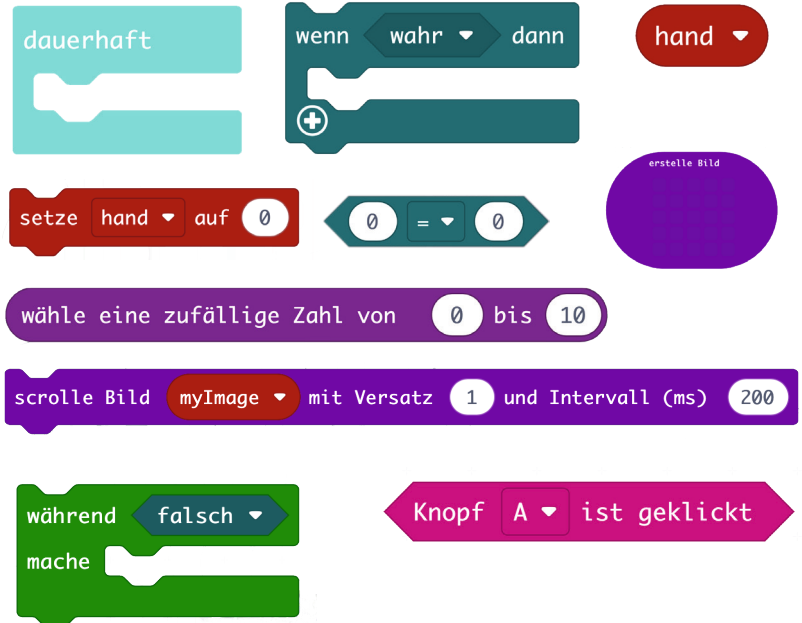 dauerhaft
wenn wahr dann
hand
setze hand auf 0
0 = 0
erstelle Bild
wähle eine zufällige Zahl von 0 bis 10
scrolle Bild myImage mit Versatz 1 und Intervall (ms) 200
während falsch
mache
Knopf A ist geklickt